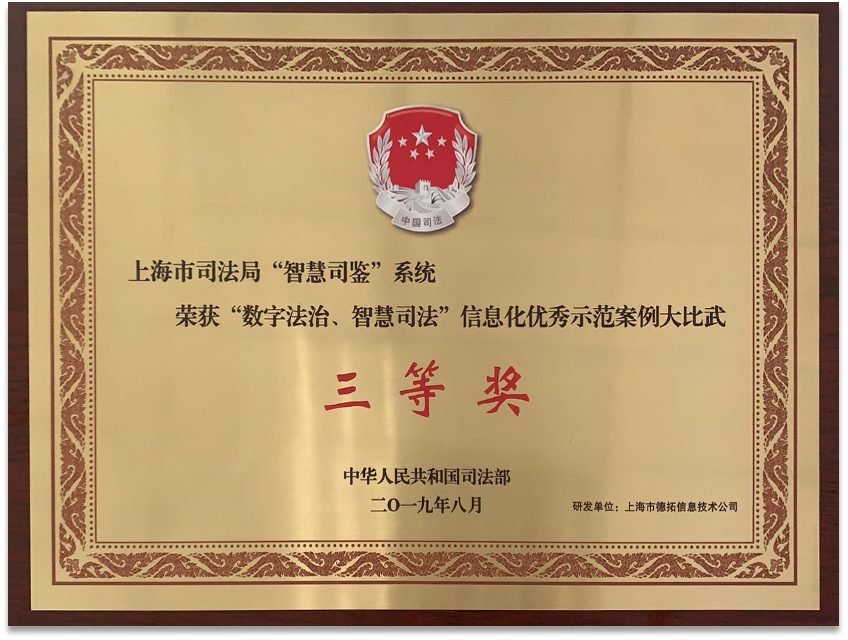 中国司法
上海市司法局“智慧司鉴”系统
荣获“数字法治、智慧司法”信息化优秀示范案例大比武
三等奖
中华人民共和国司法部
二O一九年八月
研发单位：上海市德拓信息技术公司